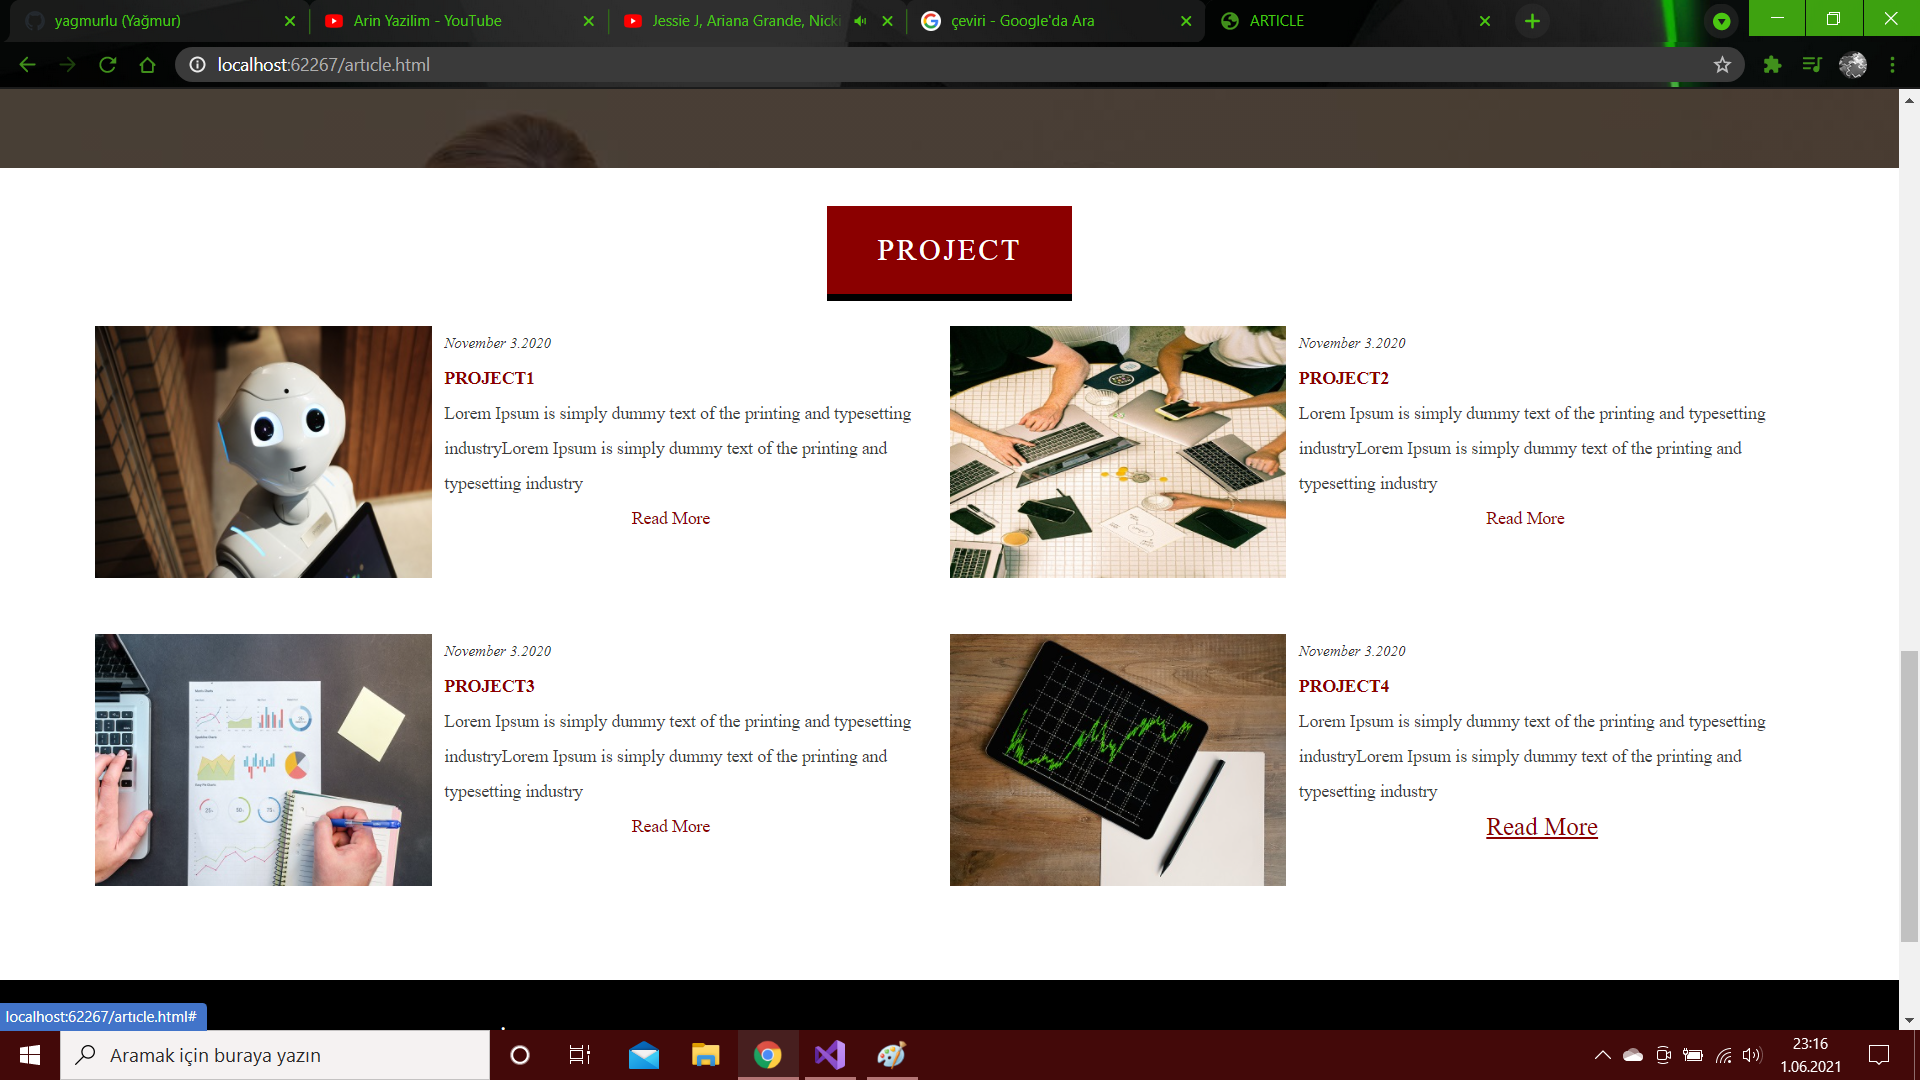 yagmurlu (Yağmur)
Arin Yazilim - YouTube
Jessie J, Ariana Grande, Nicki
çeviri - Google'da Ara
ARTICLE
localhost:62267/artıcle.html
PROJECT
November 3.2020
PROJECT1
Lorem Ipsum is simply dummy text of the printing and typesetting
industryLorem Ipsum is simply dummy text of the printing and
typesetting industry
Read More
November 3.2020
PROJECT2
Lorem Ipsum is simply dummy text of the printing and typesetting
industryLorem Ipsum is simply dummy text of the printing and
typesetting industry
Read More
November 3.2020
PROJECT3
Lorem Ipsum is simply dummy text of the printing and typesetting
industryLorem Ipsum is simply dummy text of the printing and
typesetting industry
Read More
November 3.2020
PROJECT4
Lorem Ipsum is simply dummy text of the printing and typesetting
industryLorem Ipsum is simply dummy text of the printing and
typesetting industry
Read More
localhost:62267/artıcle.html#
Aramak için buraya yazın
23:16
1.06.2021